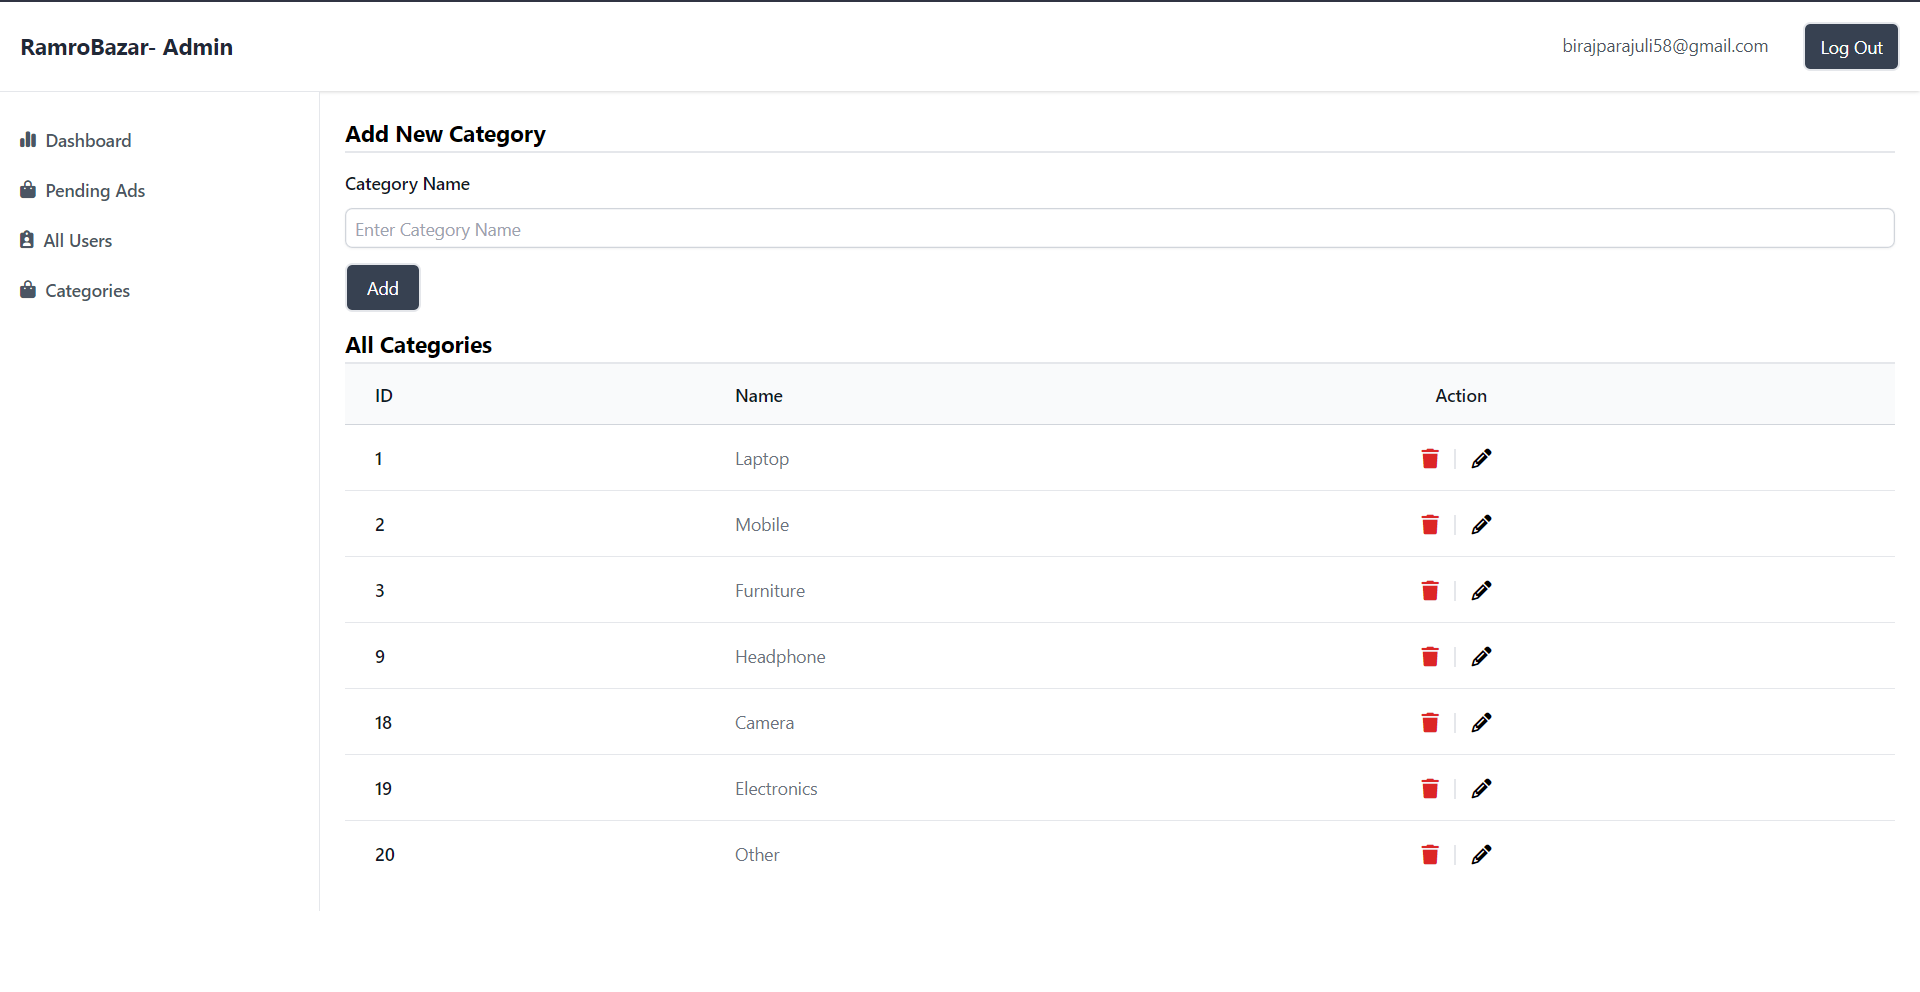 RamroBazar- Admin
birajparajuli58@gmail.com
Log Out
Dashboard
Pending Ads
All Users
Categories
Add New Category
Category Name
Enter Category Name
Add
All Categories
ID Name Action
1 Laptop
2 Mobile
3 Furniture
9 Headphone
18 Camera
19 Electronics
20 Other